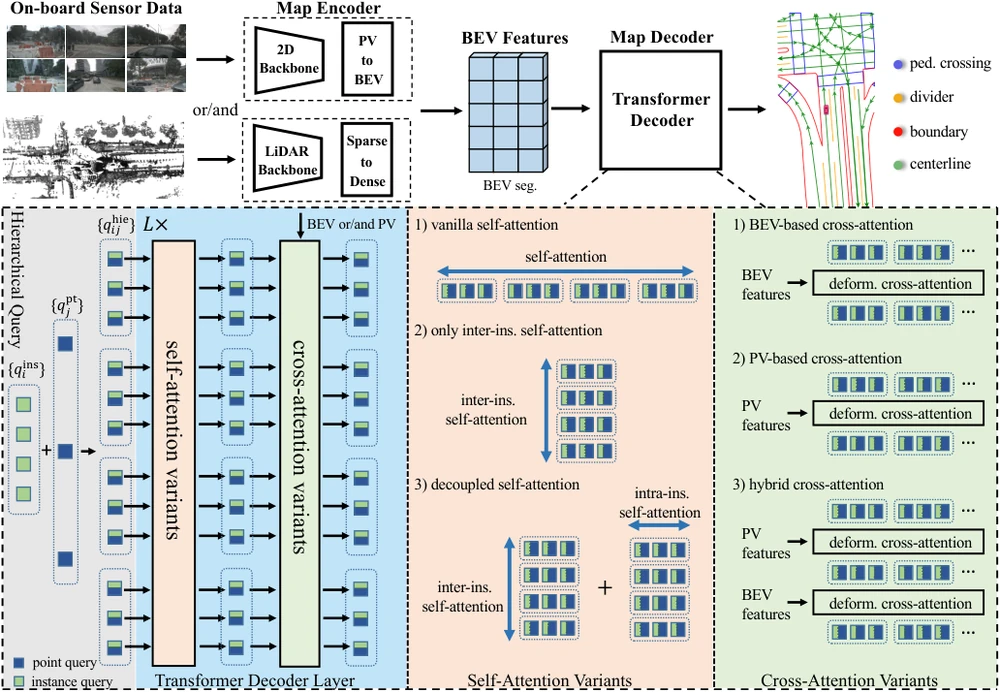 On-board Sensor Data
Map Encoder
2D
Backbone
PV
to
BEV
or/and
LiDAR
Backbone
Sparse
to
Dense
BEV Features
BEV seg.
Map Decoder
Transformer
Decoder
ped. crossing
divider
boundary
centerline
Hierarchical Query
{q_i^ins}
{q_j^pt}
+
{q_ij^hie}
L×
BEV or/and PV
self-attention variants
cross-attention variants
point query
instance query
Transformer Decoder Layer
1) vanilla self-attention
self-attention
2) only inter-ins. self-attention
inter-ins.
self-attention
3) decoupled self-attention
intra-ins.
self-attention
inter-ins.
self-attention
+
Self-Attention Variants
1) BEV-based cross-attention
...
BEV
features
deform. cross-attention
...
2) PV-based cross-attention
...
PV
features
deform. cross-attention
...
3) hybrid cross-attention
...
PV
features
deform. cross-attention
...
BEV
features
deform. cross-attention
...
Cross-Attention Variants